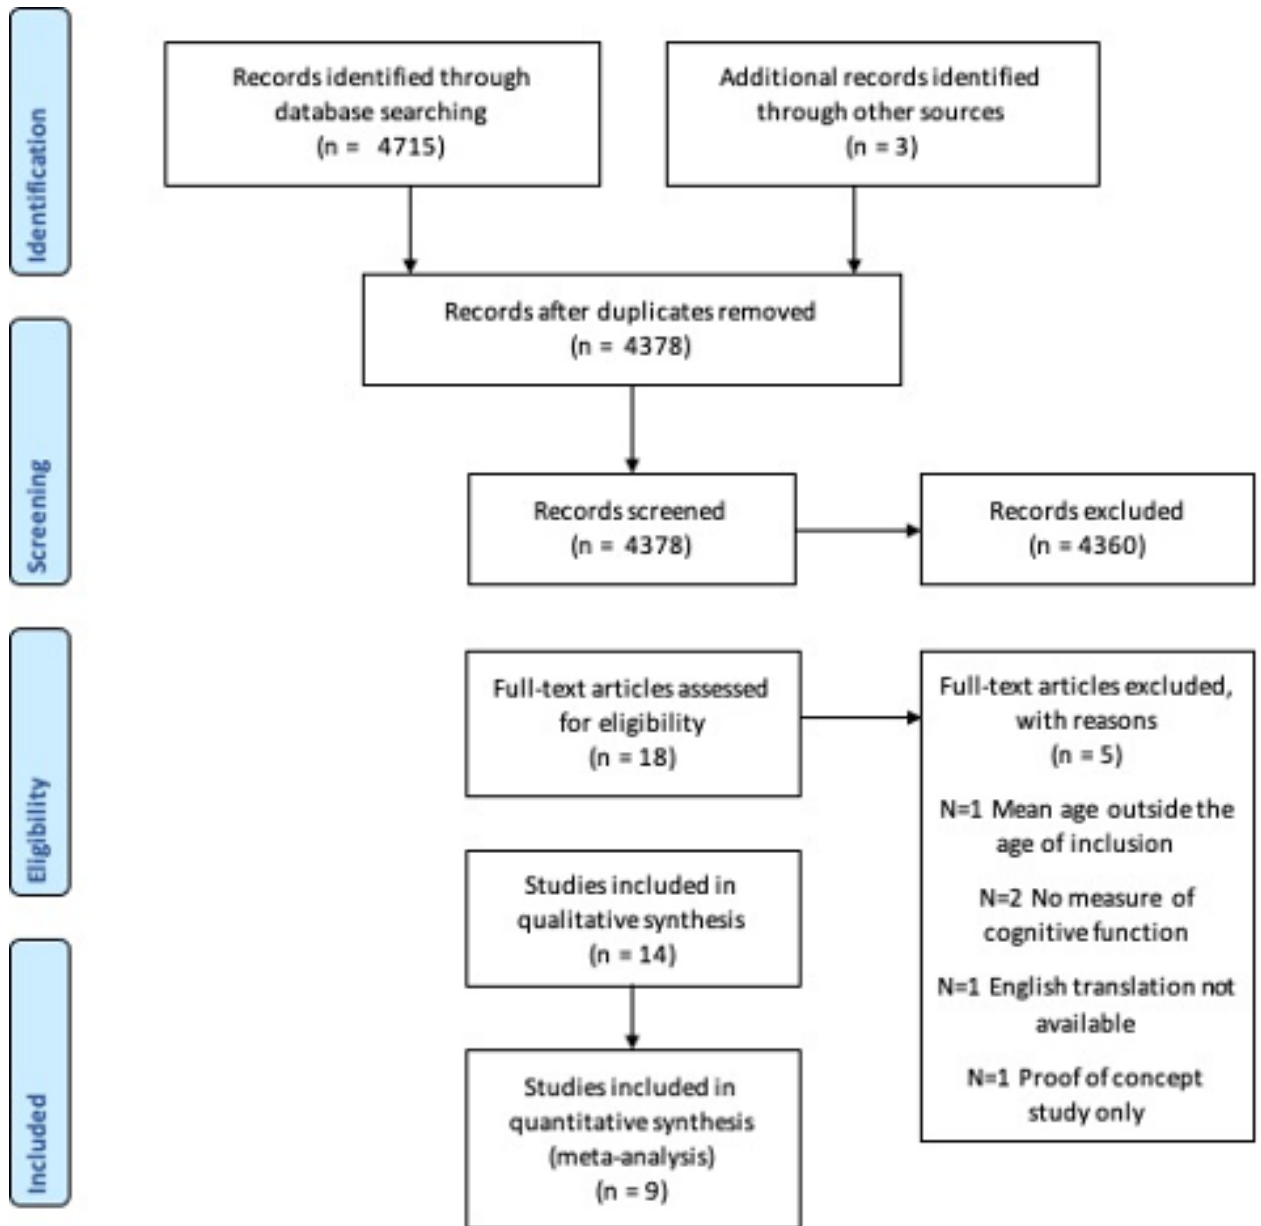 Identification
Records identified through
database searching
(n = 4715)
Additional records identified
through other sources
(n = 3)
Records after duplicates removed
(n = 4378)
Screening
Records screened
(n = 4378)
Records excluded
(n = 4360)
Eligibility
Full-text articles assessed
for eligibility
(n = 18)
Full-text articles excluded,
with reasons
(n = 5)
N=1 Mean age outside the
age of inclusion
N=2 No measure of
cognitive function
N=1 English translation not
available
N=1 Proof of concept
study only
Studies included in
qualitative synthesis
(n = 14)
Included
Studies included in
quantitative synthesis
(meta-analysis)
(n = 9)